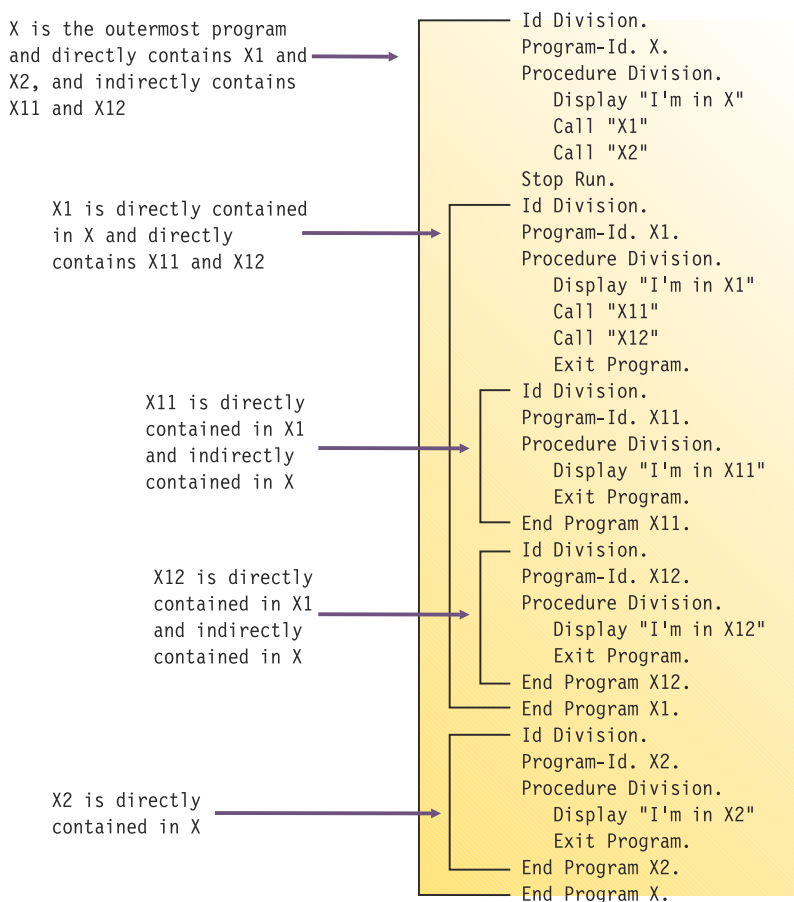 X is the outermost program
and directly contains X1 and
X2, and indirectly contains
X11 and X12
X1 is directly contained
in X and directly
contains X11 and X12
X11 is directly
contained in X1
and indirectly
contained in X
X12 is directly
contained in X1
and indirectly
contained in X
X2 is directly
contained in X
Id Division.
Program-Id. X.
Procedure Division.
Display "I'm in X"
Call "X1"
Call "X2"
Stop Run.
Id Division.
Program-Id. X1.
Procedure Division.
Display "I'm in X1"
Call "X11"
Call "X12"
Exit Program.
Id Division.
Program-Id. X11.
Procedure Division.
Display "I'm in X11"
Exit Program.
End Program X11.
Id Division.
Program-Id. X12.
Procedure Division.
Display "I'm in X12"
Exit Program.
End Program X12.
End Program X1.
Id Division.
Program-Id. X2.
Procedure Division.
Display "I'm in X2"
Exit Program.
End Program X2.
End Program X.